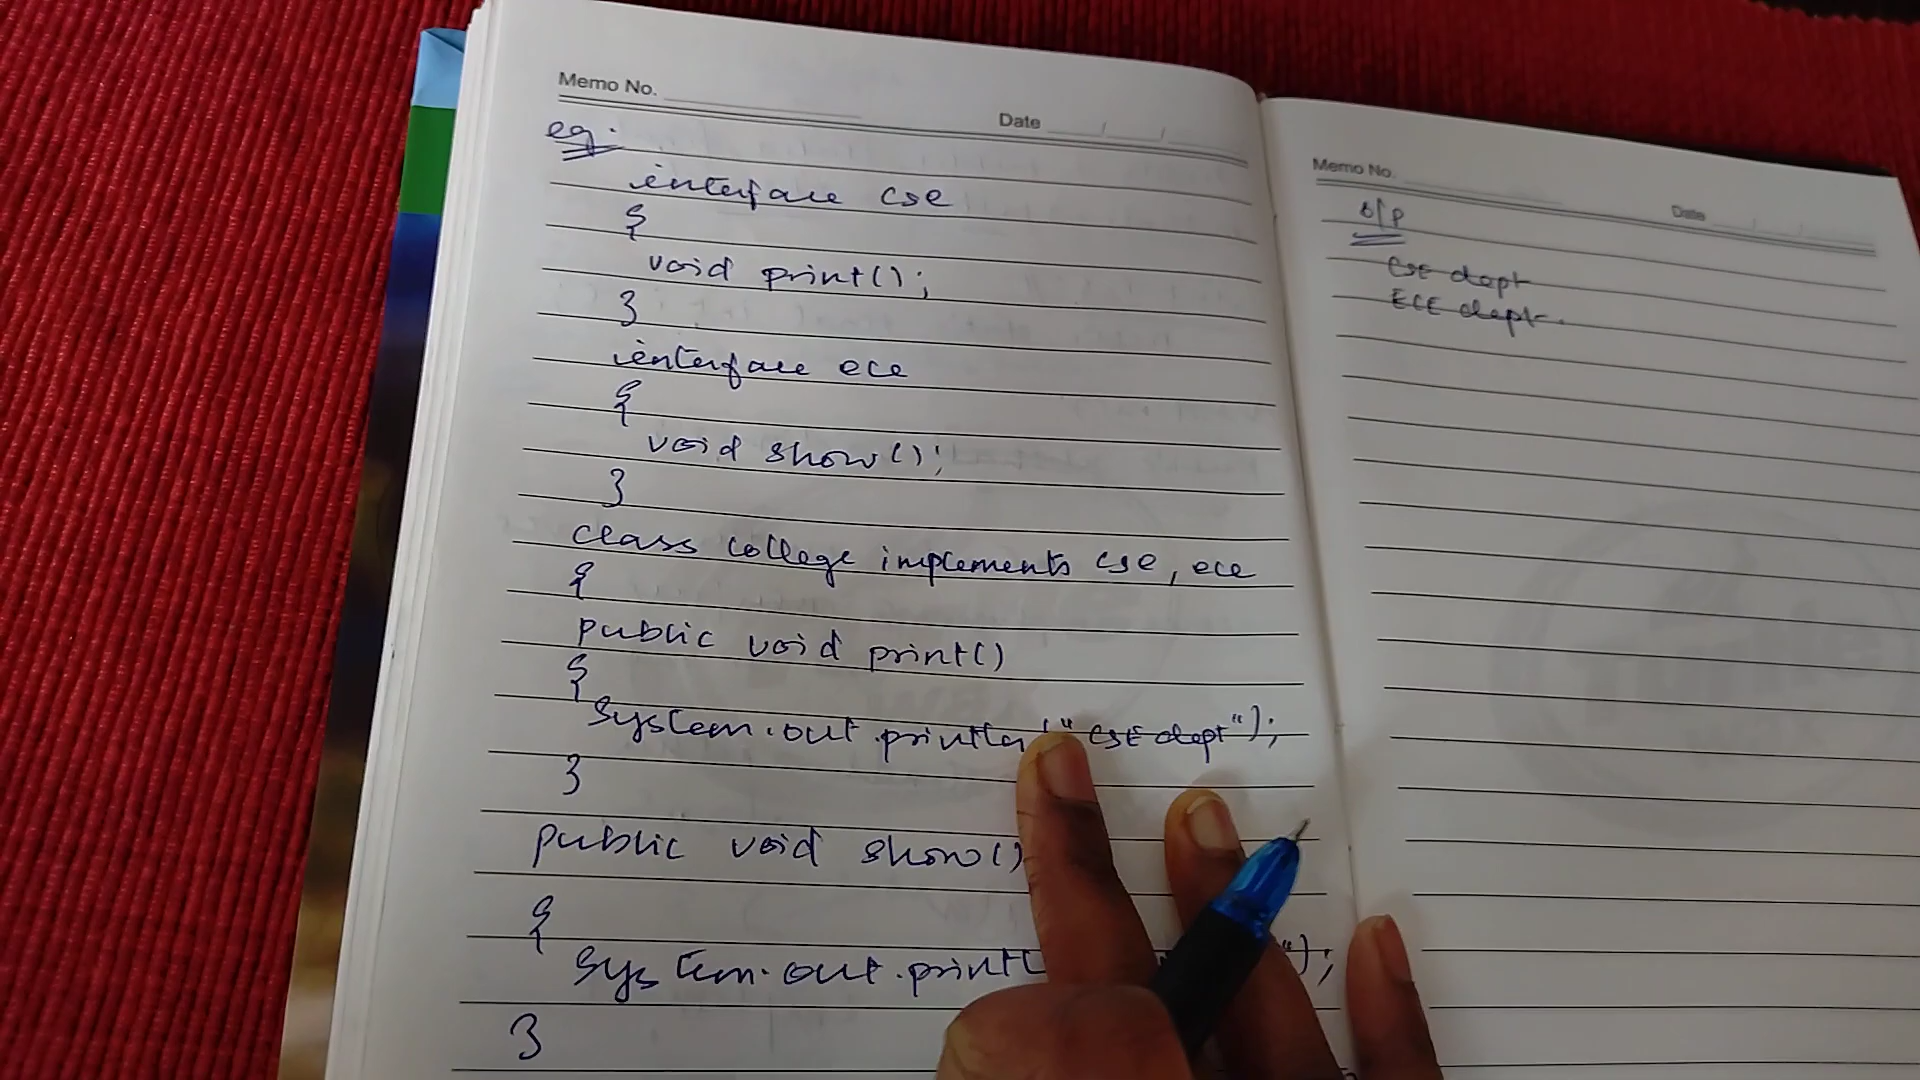 Memo No.
Date
eg:
interface cse
{
void print();
}
interface ece
{
void show();
}
class college implements cse, ece
{
public void print()
{
System.out.println("CSE dept");
}
public void show()
{
System.out.printl ");
}
Memo No.
Date
O/P
CSE dept
ECE dept.